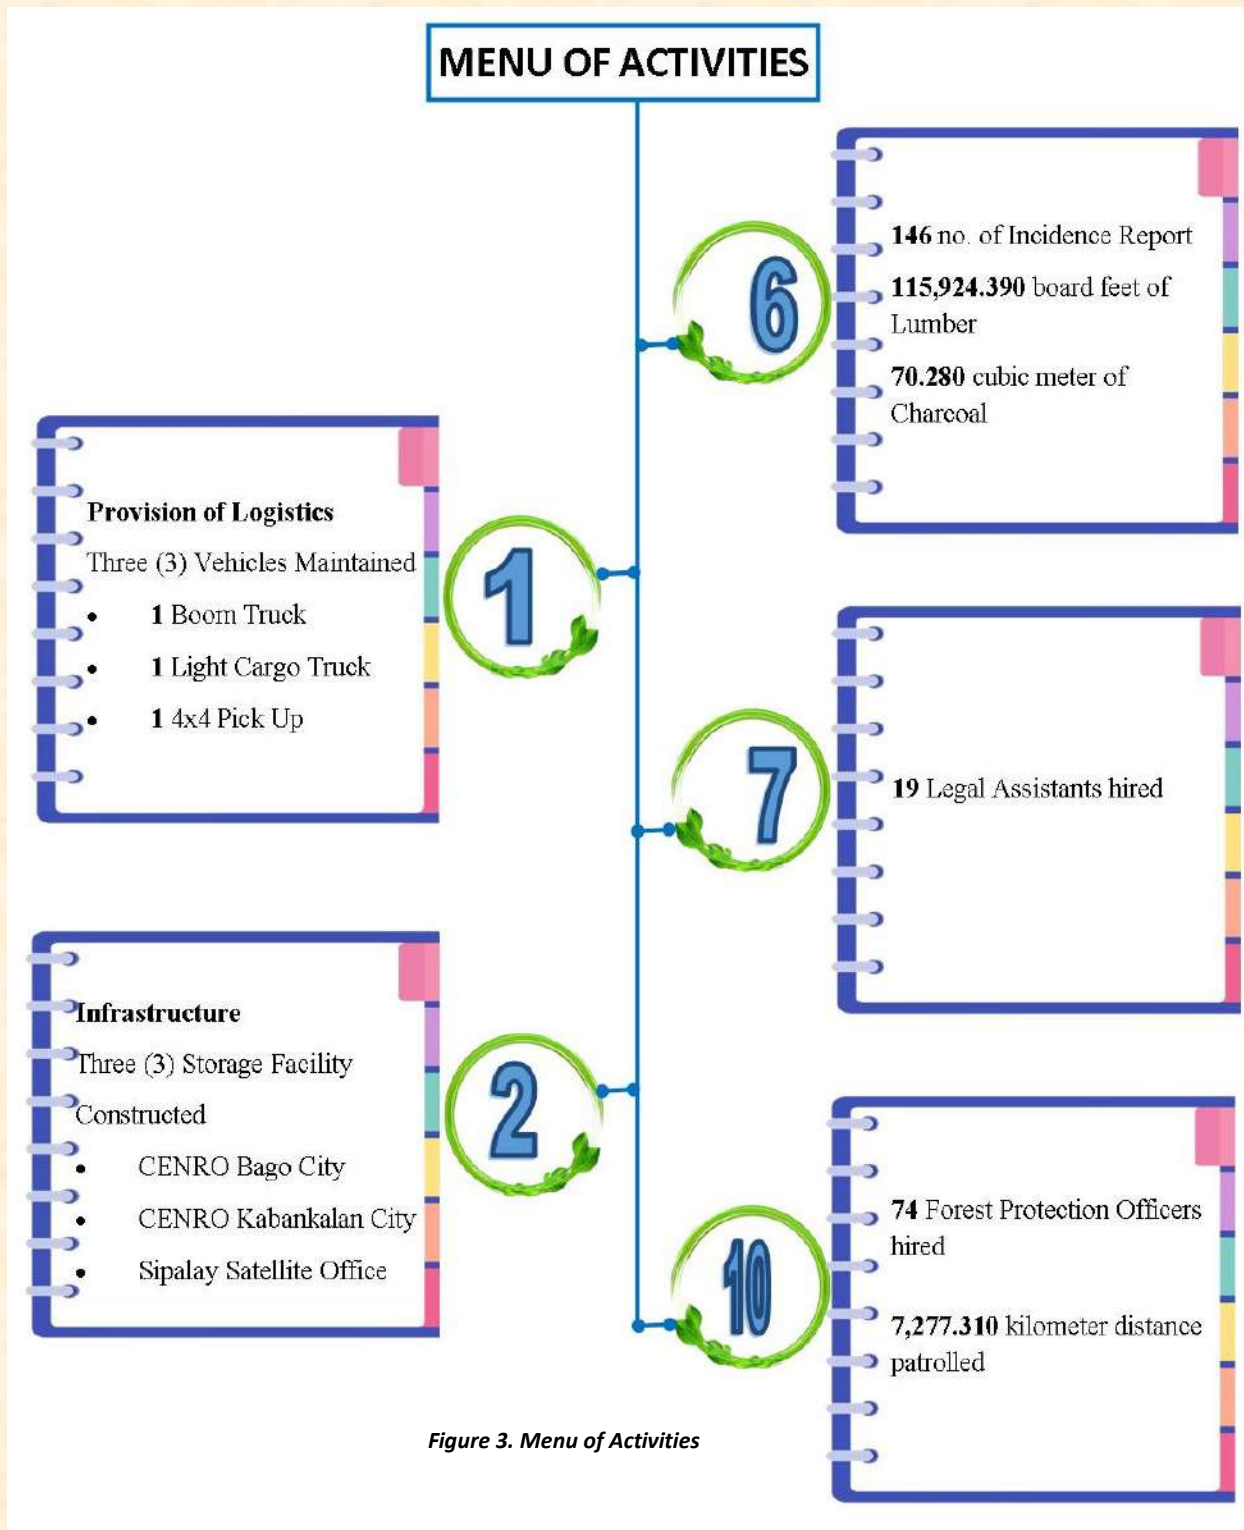 MENU OF ACTIVITIES
1
Provision of Logistics
Three (3) Vehicles Maintained
• 1 Boom Truck
• 1 Light Cargo Truck
• 1 4x4 Pick Up
2
Infrastructure
Three (3) Storage Facility
Constructed
• CENRO Bago City
• CENRO Kabankalan City
• Sipalay Satellite Office
6
146 no. of Incidence Report
115,924.390 board feet of
Lumber
70.280 cubic meter of
Charcoal
7
19 Legal Assistants hired
10
74 Forest Protection Officers
hired
7,277.310 kilometer distance
patrolled
Figure 3. Menu of Activities